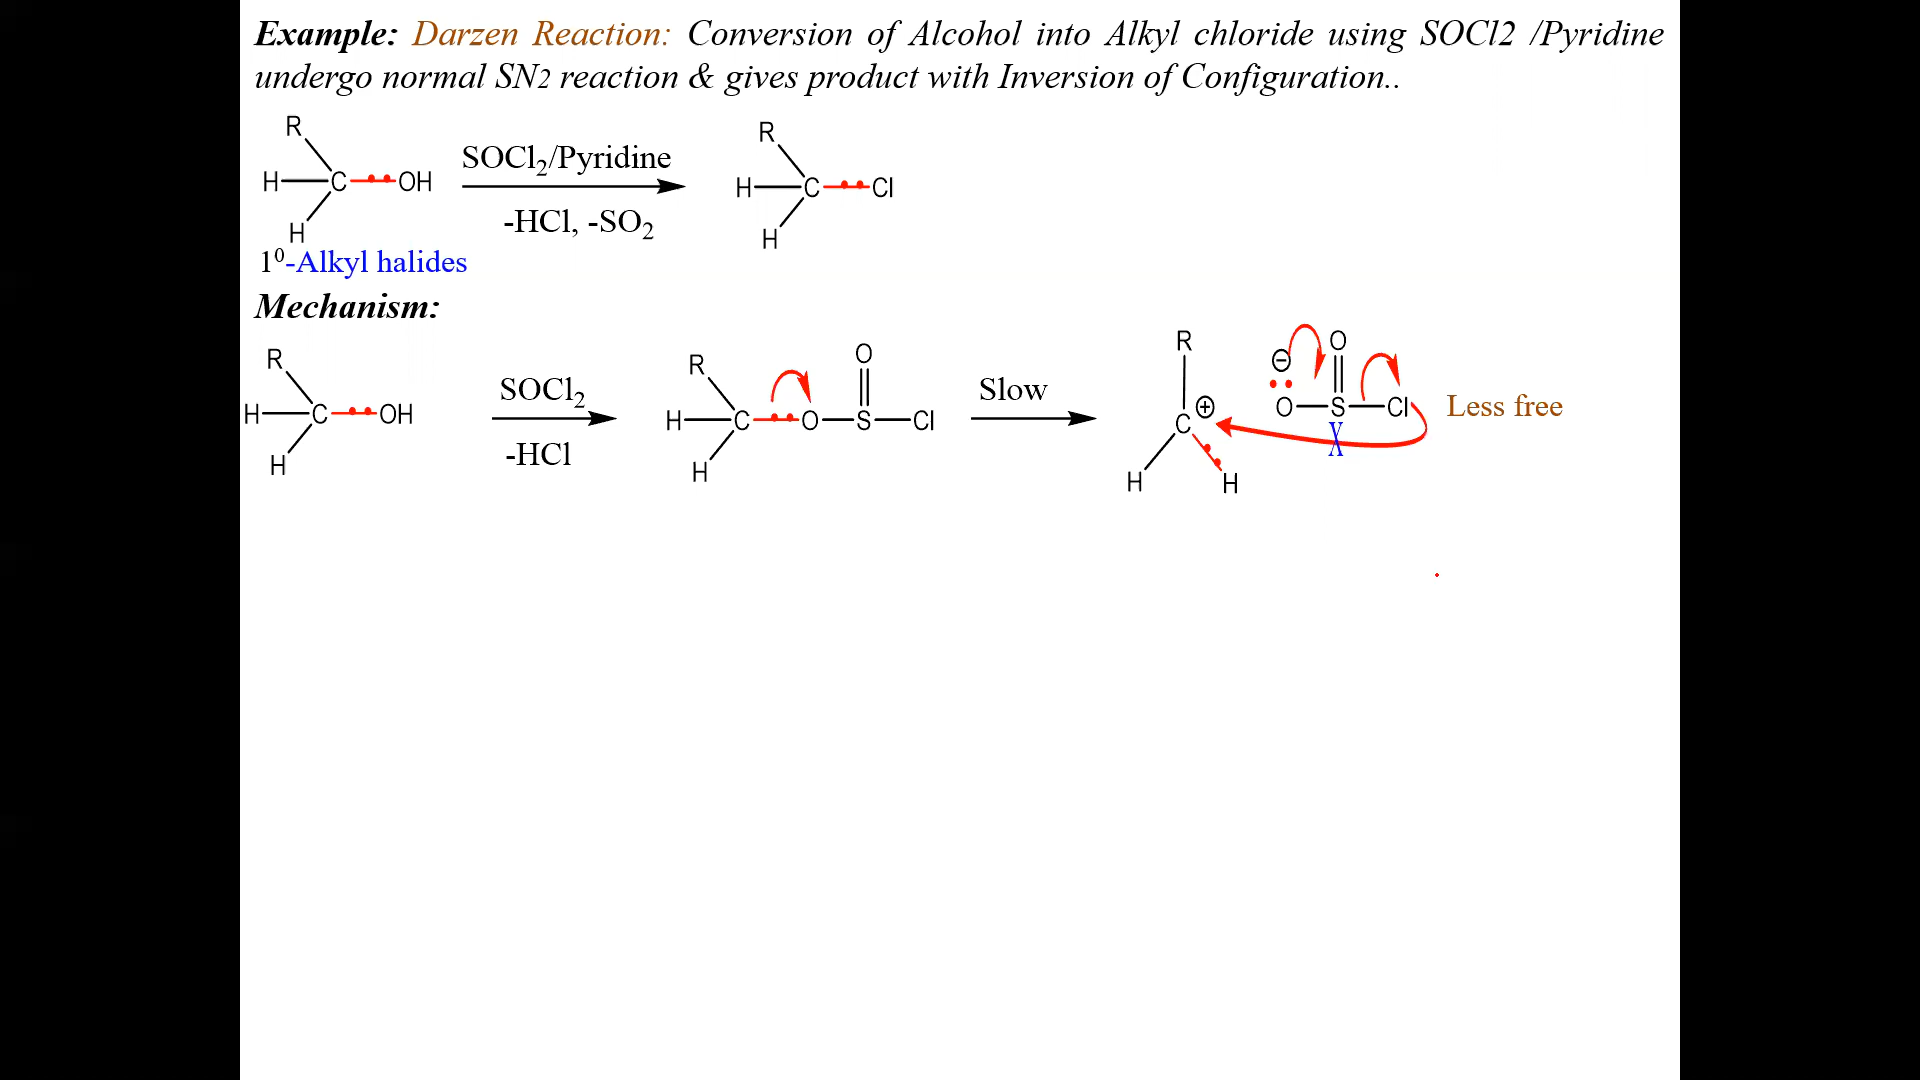 Example: Darzen Reaction: Conversion of Alcohol into Alkyl chloride using SOCl2 /Pyridine
undergo normal SN2 reaction & gives product with Inversion of Configuration..
R
H C OH
H
SOCl2/Pyridine
-HCl, -SO2
R
H C Cl
H
1⁰-Alkyl halides
Mechanism:
R
H C OH
H
SOCl2
-HCl
R O
H C O S Cl
H
Slow
R
C ⊕
H H
⊖ O
O S Cl
X
Less free